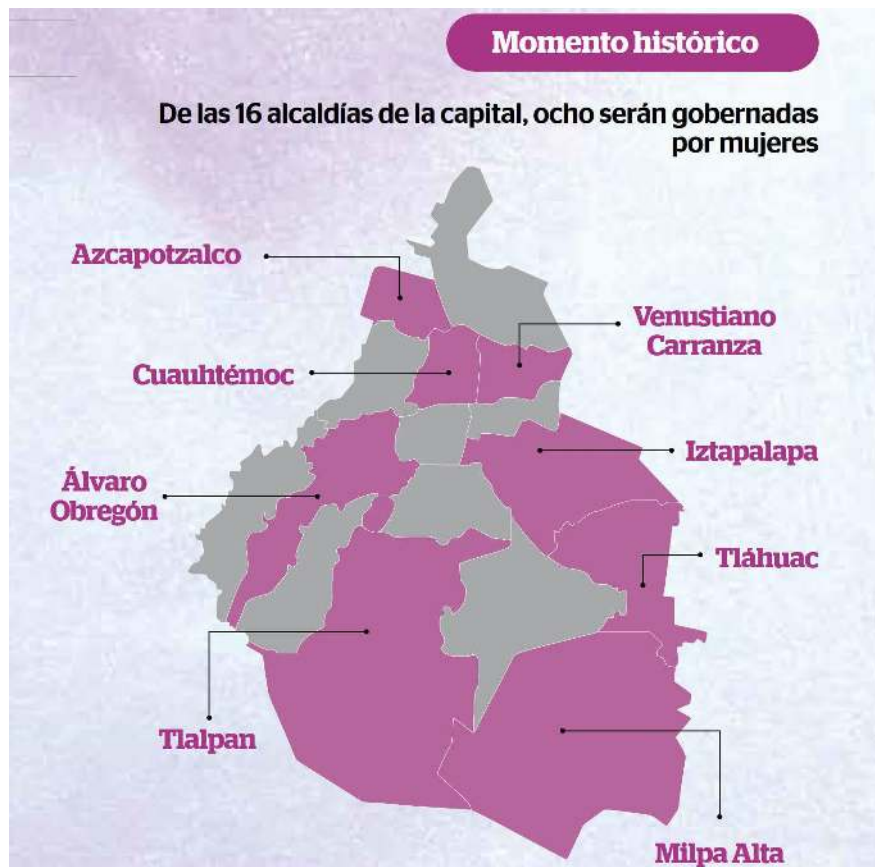 Momento histórico
De las 16 alcaldías de la capital, ocho serán gobernadas
por mujeres
Azcapotzalco
Venustiano
Carranza
Cuauhtémoc
Iztapalapa
Álvaro
Obregón
Tláhuac
Tlalpan
Milpa Alta